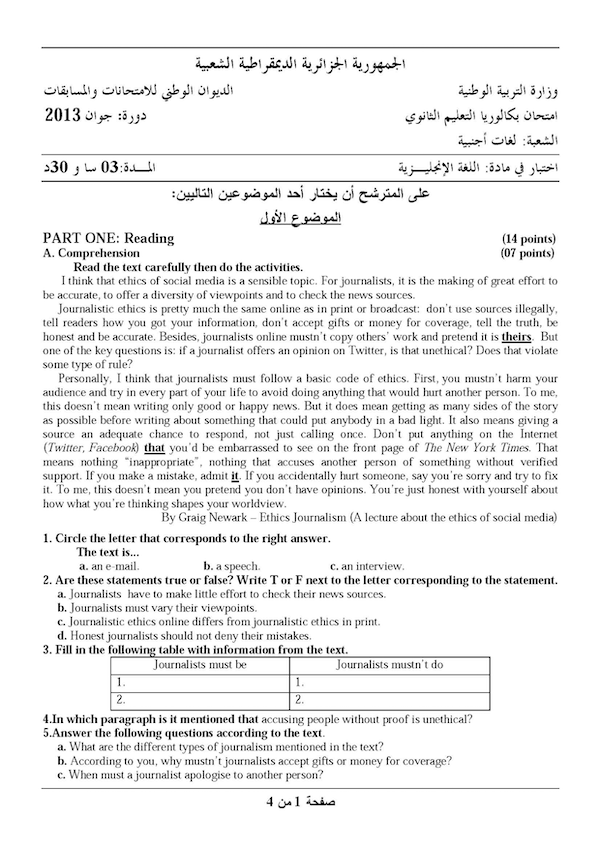 الجمهورية الجزائرية الديمقراطية الشعبية
وزارة التربية الوطنية الديوان الوطني للامتحانات والمسابقات
امتحان بكالوريا التعليم الثانوي دورة: جوان 2013
الشعبة: لغات أجنبية
اختبار في مادة: اللغة الإنجليـــزية المــدة: 03 سا و 30د
على المترشح أن يختار أحد الموضوعين التاليين:
الموضوع الأول
PART ONE: Reading (14 points)
A. Comprehension (07 points)
Read the text carefully then do the activities.
I think that ethics of social media is a sensible topic. For journalists, it is the making of great effort to
be accurate, to offer a diversity of viewpoints and to check the news sources.
Journalistic ethics is pretty much the same online as in print or broadcast: don't use sources illegally,
tell readers how you got your information, don't accept gifts or money for coverage, tell the truth, be
honest and be accurate. Besides, journalists online mustn't copy others' work and pretend it is theirs. But
one of the key questions is: if a journalist offers an opinion on Twitter, is that unethical? Does that violate
some type of rule?
Personally, I think that journalists must follow a basic code of ethics. First, you mustn't harm your
audience and try in every part of your life to avoid doing anything that would hurt another person. To me,
this doesn't mean writing only good or happy news. But it does mean getting as many sides of the story
as possible before writing about something that could put anybody in a bad light. It also means giving a
source an adequate chance to respond, not just calling once. Don't put anything on the Internet
(Twitter, Facebook) that you'd be embarrassed to see on the front page of The New York Times. That
means nothing "inappropriate", nothing that accuses another person of something without verified
support. If you make a mistake, admit it. If you accidentally hurt someone, say you're sorry and try to fix
it. To me, this doesn't mean you pretend you don't have opinions. You're just honest with yourself about
how what you're thinking shapes your worldview.
By Graig Newark – Ethics Journalism (A lecture about the ethics of social media)
1. Circle the letter that corresponds to the right answer.
The text is...
a. an e-mail. b. a speech. c. an interview.
2. Are these statements true or false? Write T or F next to the letter corresponding to the statement.
a. Journalists have to make little effort to check their news sources.
b. Journalists must vary their viewpoints.
c. Journalistic ethics online differs from journalistic ethics in print.
d. Honest journalists should not deny their mistakes.
3. Fill in the following table with information from the text.
Journalists must be Journalists mustn't do
1. 1.
2. 2.
4.In which paragraph is it mentioned that accusing people without proof is unethical?
5.Answer the following questions according to the text.
a. What are the different types of journalism mentioned in the text?
b. According to you, why mustn't journalists accept gifts or money for coverage?
c. When must a journalist apologise to another person?
صفحة 1 من 4